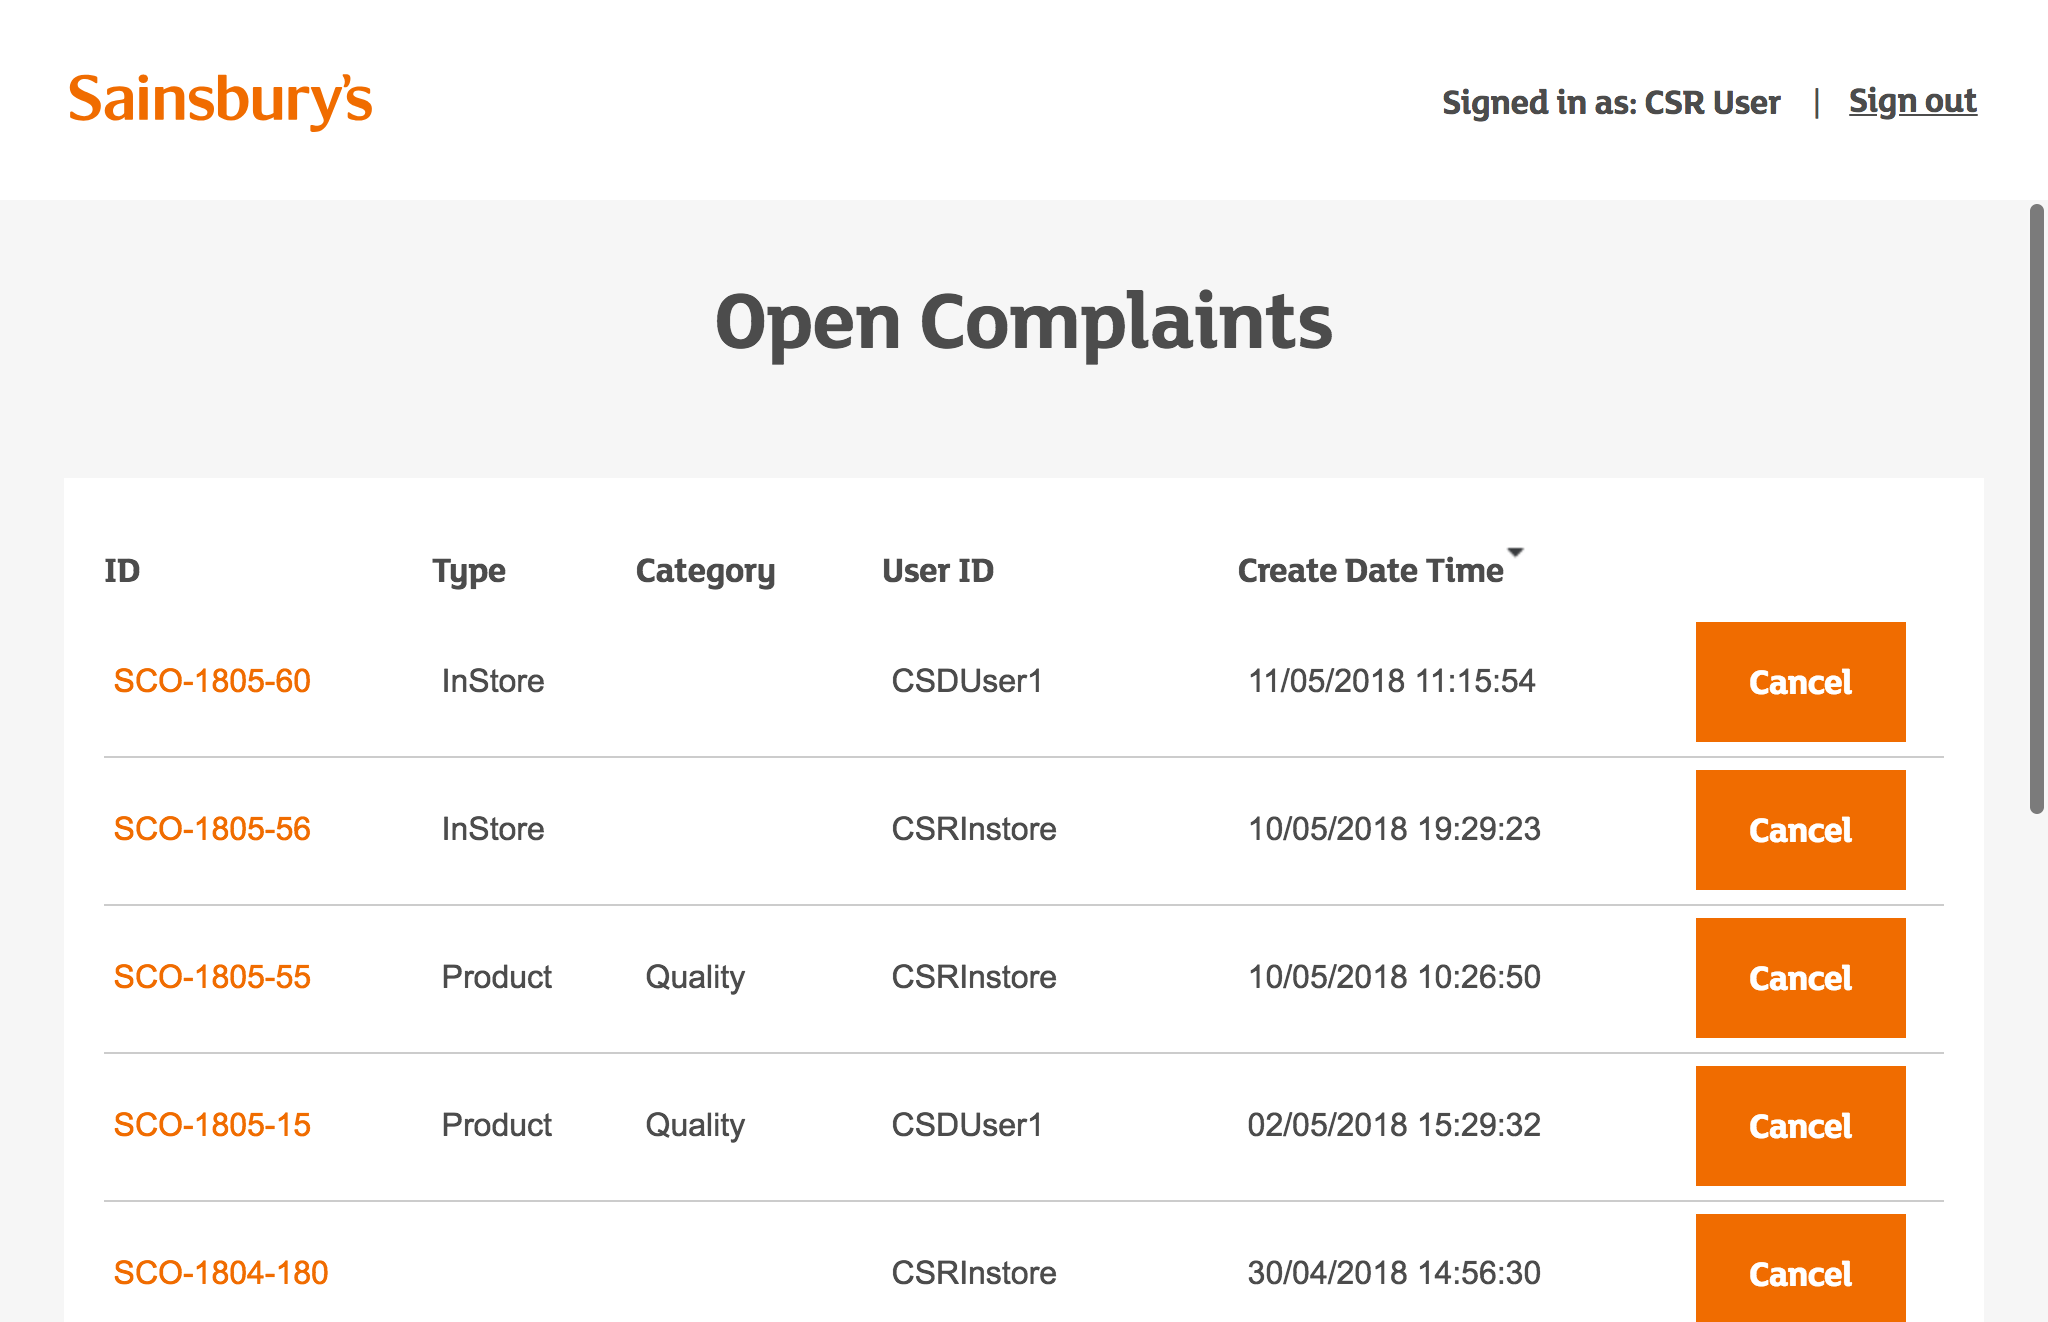 Sainsbury's
Signed in as: CSR User | Sign out
Open Complaints
ID Type Category User ID Create Date Time
SCO-1805-60 InStore CSDUser1 11/05/2018 11:15:54 Cancel
SCO-1805-56 InStore CSRInstore 10/05/2018 19:29:23 Cancel
SCO-1805-55 Product Quality CSRInstore 10/05/2018 10:26:50 Cancel
SCO-1805-15 Product Quality CSDUser1 02/05/2018 15:29:32 Cancel
SCO-1804-180 CSRInstore 30/04/2018 14:56:30 Cancel